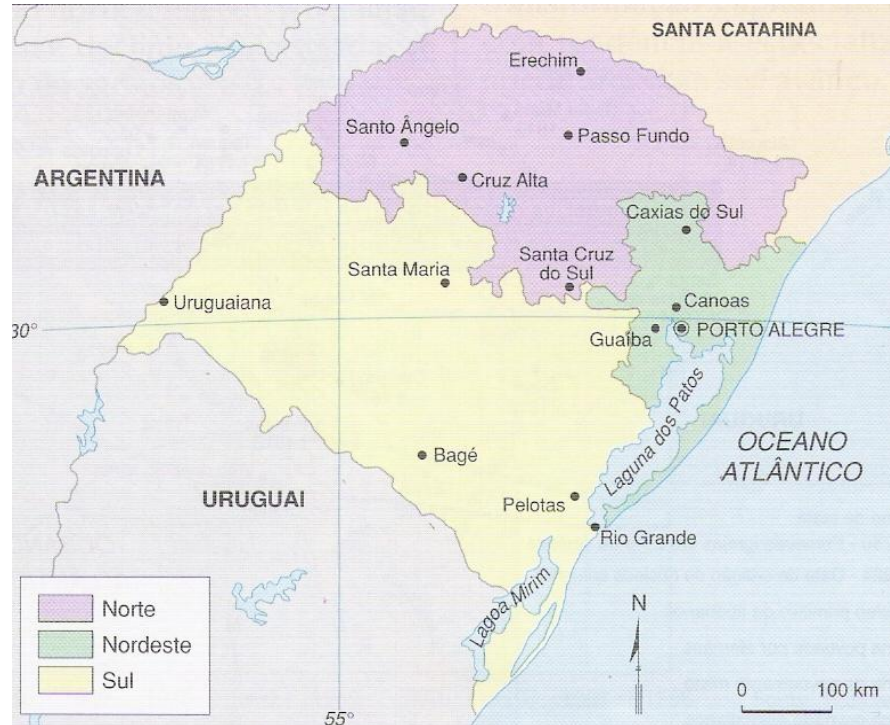 SANTA CATARINA
Erechim
Santo Ângelo
Passo Fundo
ARGENTINA
Cruz Alta
Caxias do Sul
Santa Maria
Santa Cruz
do Sul
Uruguaiana
Canoas
30°
Guaíba
PORTO ALEGRE
Laguna dos Patos
OCEANO
ATLÂNTICO
Bagé
URUGUAI
Pelotas
Rio Grande
Lagoa Mirim
Norte
Nordeste
Sul
N
0 100 km
55°